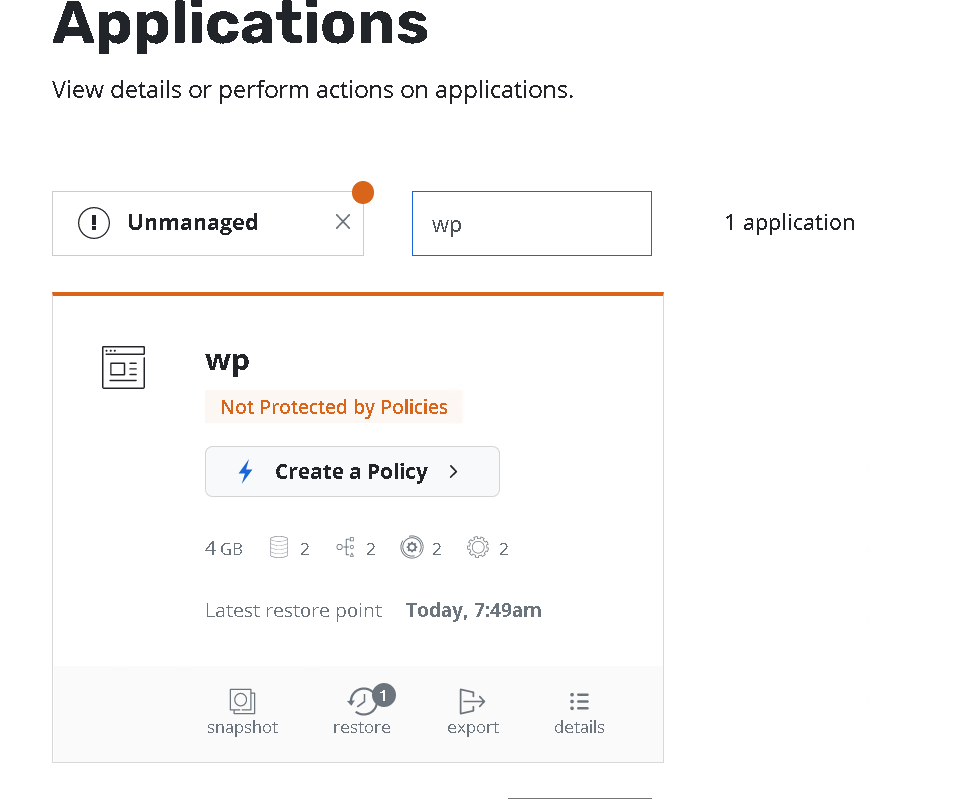 Applications
View details or perform actions on applications.
Unmanaged
wp
1 application
wp
Not Protected by Policies
Create a Policy
4 GB 2 2 2 2
Latest restore point Today, 7:49am
1
snapshot restore export details